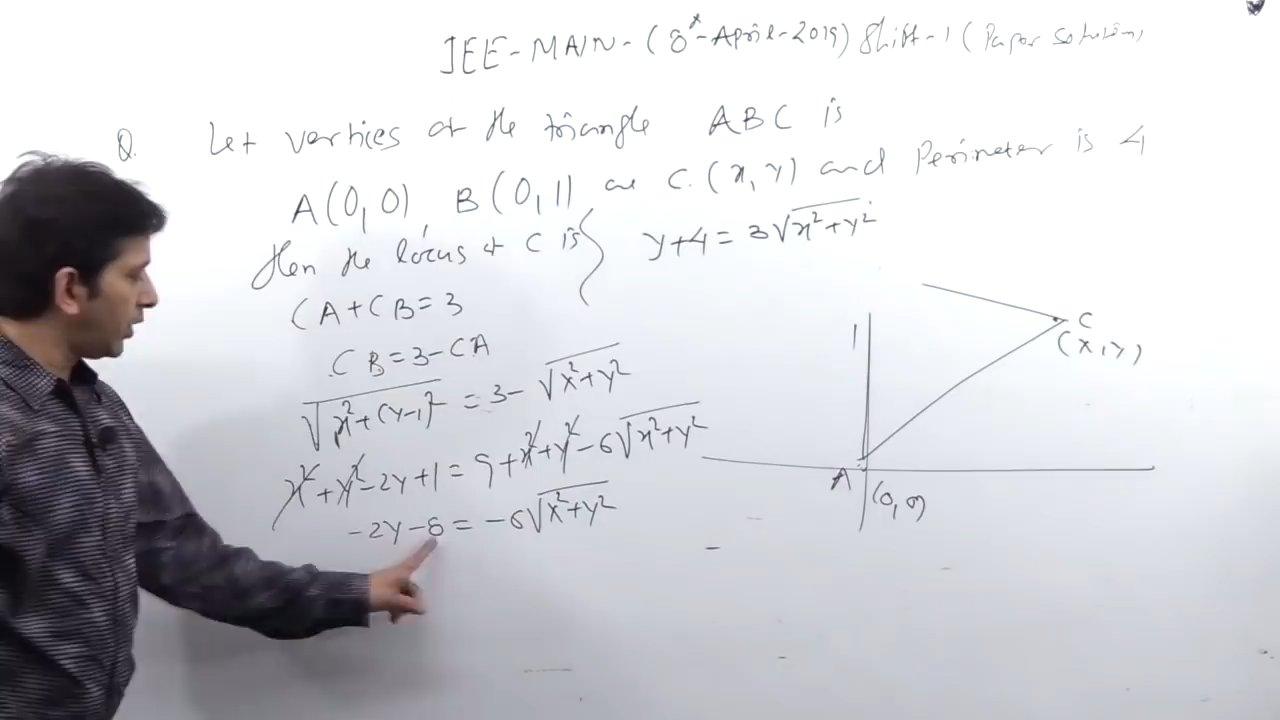 JEE-MAIN-(8th-April-2019) Shift-1 (Paper solution)
Q. Let vertices of the triangle ABC is
A(0,0), B(0,1) are C.(x,y) and Perimeter is 4
then the locus of C is
y+4=3√x²+y²
CA+CB=3
CB=3-CA
√x²+(y-1)² = 3-√x²+y²
x²+y²-2y+1=9+x²+y²-6√x²+y²
-2y-8=-6√x²+y²
1
C
(x,y)
A
(0,0)